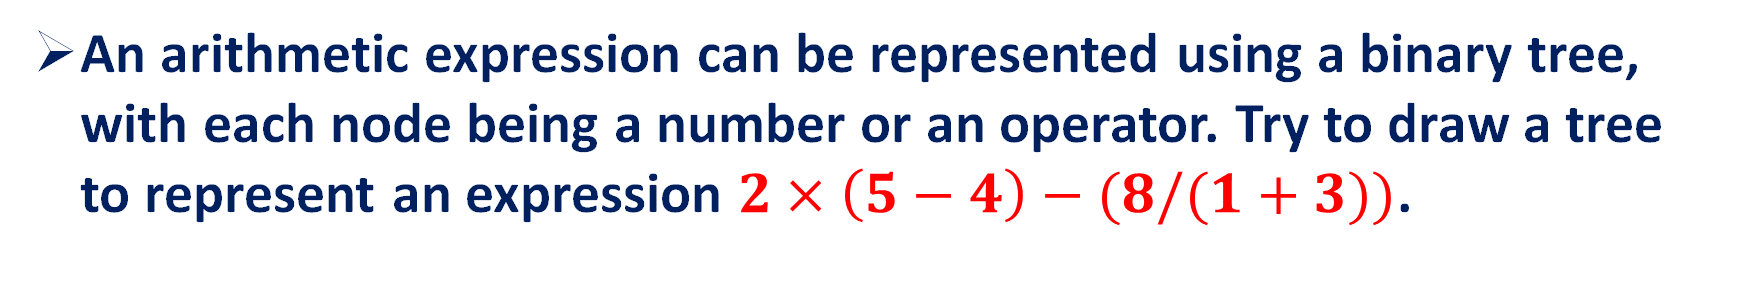 ➢An arithmetic expression can be represented using a binary tree,
with each node being a number or an operator. Try to draw a tree
to represent an expression 2 × (5 − 4) − (8/(1 + 3)).